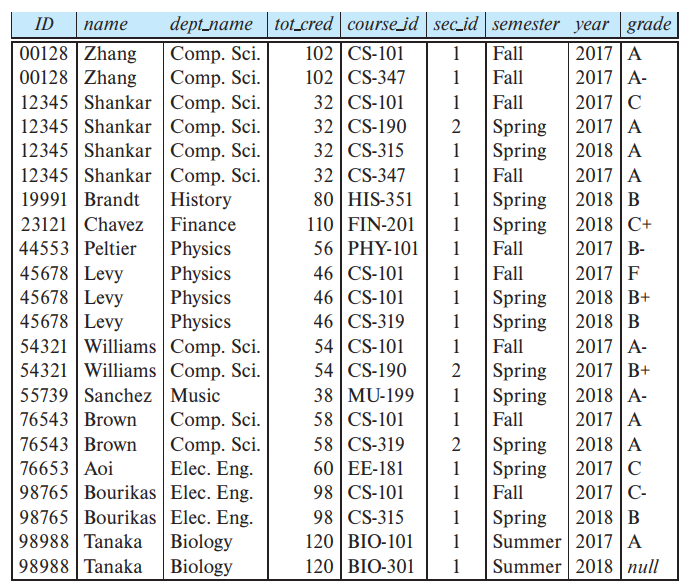 ID name dept_name tot_cred course_id sec_id semester year grade
00128 Zhang Comp. Sci. 102 CS-101 1 Fall 2017 A
00128 Zhang Comp. Sci. 102 CS-347 1 Fall 2017 A-
12345 Shankar Comp. Sci. 32 CS-101 1 Fall 2017 C
12345 Shankar Comp. Sci. 32 CS-190 2 Spring 2017 A
12345 Shankar Comp. Sci. 32 CS-315 1 Spring 2018 A
12345 Shankar Comp. Sci. 32 CS-347 1 Fall 2017 A
19991 Brandt History 80 HIS-351 1 Spring 2018 B
23121 Chavez Finance 110 FIN-201 1 Spring 2018 C+
44553 Peltier Physics 56 PHY-101 1 Fall 2017 B-
45678 Levy Physics 46 CS-101 1 Fall 2017 F
45678 Levy Physics 46 CS-101 1 Spring 2018 B+
45678 Levy Physics 46 CS-319 1 Spring 2018 B
54321 Williams Comp. Sci. 54 CS-101 1 Fall 2017 A-
54321 Williams Comp. Sci. 54 CS-190 2 Spring 2017 B+
55739 Sanchez Music 38 MU-199 1 Spring 2018 A-
76543 Brown Comp. Sci. 58 CS-101 1 Fall 2017 A
76543 Brown Comp. Sci. 58 CS-319 2 Spring 2018 A
76653 Aoi Elec. Eng. 60 EE-181 1 Spring 2017 C
98765 Bourikas Elec. Eng. 98 CS-101 1 Fall 2017 C-
98765 Bourikas Elec. Eng. 98 CS-315 1 Spring 2018 B
98988 Tanaka Biology 120 BIO-101 1 Summer 2017 A
98988 Tanaka Biology 120 BIO-301 1 Summer 2018 null